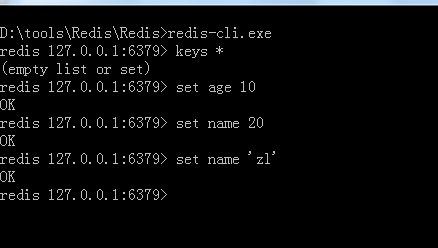 D:\tools\Redis\Redis>redis-cli.exe
redis 127.0.0.1:6379> keys *
(empty list or set)
redis 127.0.0.1:6379> set age 10
OK
redis 127.0.0.1:6379> set name 20
OK
redis 127.0.0.1:6379> set name 'zl'
OK
redis 127.0.0.1:6379>